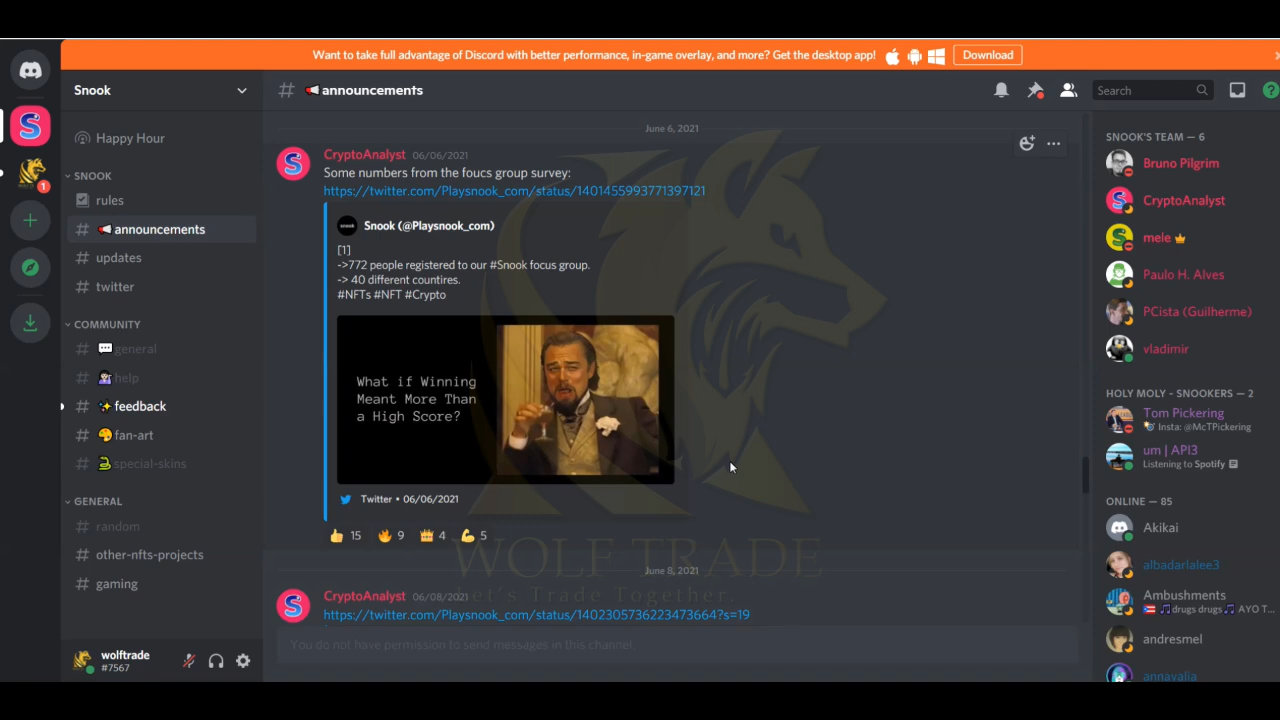 Want to take full advantage of Discord with better performance, in-game overlay, and more? Get the desktop app!
Download
Snook
announcements
Search
Happy Hour
SNOOK
rules
announcements
updates
twitter
COMMUNITY
general
help
feedback
fan-art
special-skins
GENERAL
random
other-nfts-projects
gaming
wolftrade
#7567
June 6, 2021
CryptoAnalyst 06/06/2021
Some numbers from the foucs group survey:
https://twitter.com/Playsnook_com/status/1401455993771397121
Snook (@Playsnook_com)
[1]
->772 people registered to our #Snook focus group.
-> 40 different countires.
#NFTs #NFT #Crypto
What if Winning
Meant More Than
a High Score?
Twitter • 06/06/2021
15 9 4 5
WOLF TRADE
Let's Trade Together
June 8, 2021
CryptoAnalyst 06/08/2021
https://twitter.com/Playsnook_com/status/1402305736223473664?s=19
You do not have permission to send messages in this channel.
SNOOK'S TEAM — 6
Bruno Pilgrim
CryptoAnalyst
mele
Paulo H. Alves
PCista (Guilherme)
vladimir
HOLY MOLY - SNOOKERS — 2
Tom Pickering
Insta: @McTPickering
um | API3
Listening to Spotify
ONLINE — 85
Akikai
albadarlalee3
Ambushments
drugs drugs AYO T...
andresmel
annavalia